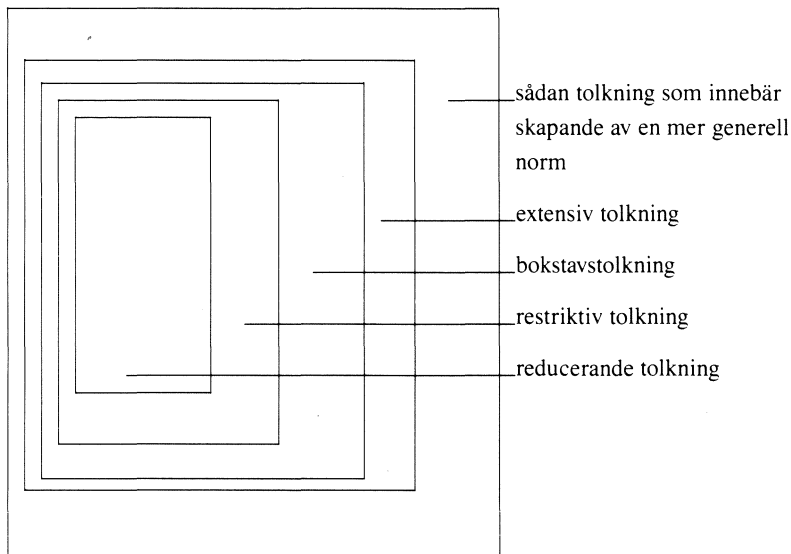 sådan tolkning som innebär
skapande av en mer generell
norm
extensiv tolkning
bokstavstolkning
restriktiv tolkning
reducerande tolkning